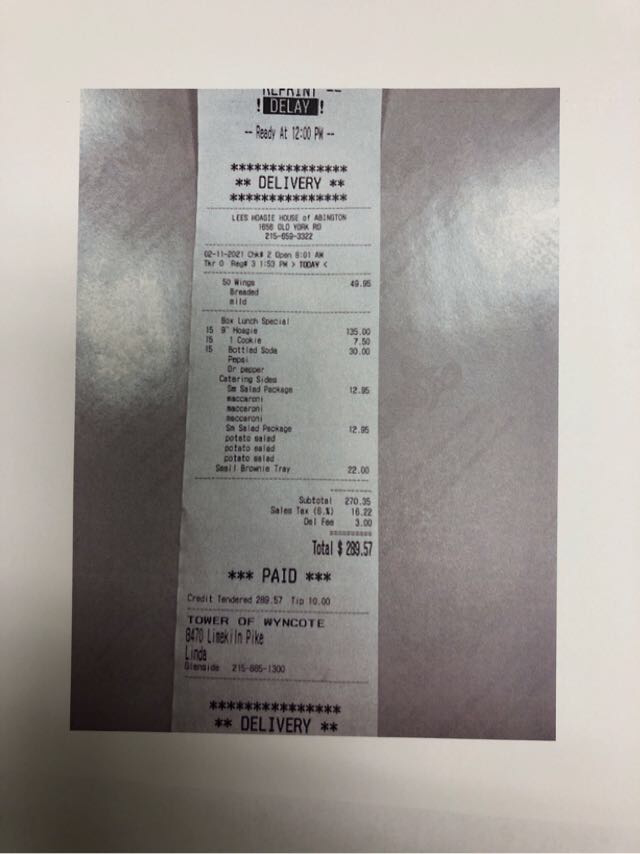 REPRINT --
! DELAY !
-- Ready At 12:00 PM --
***************
** DELIVERY **
***************
LEES HOAGIE HOUSE of ABINGTON
1656 OLD YORK RD
215-659-3322
02-11-2021 Chk# 2 Open 8:01 AM
Tkr 0 Reg# 3 1:53 PM > TODAY <
50 Wings 49.95
Breaded
mild
Box Lunch Special
15 9" Hoagie 135.00
15 1 Cookie 7.50
15 Bottled Soda 30.00
Pepsi
Dr pepper
Catering Sides
Sm Salad Package 12.95
maccaroni
maccaroni
maccaroni
Sm Salad Package 12.95
potato salad
potato salad
potato salad
Small Brownie Tray 22.00
Subtotal 270.35
Sales Tax (6.%) 16.22
Del Fee 3.00
Total $ 289.57
*** PAID ***
Credit Tendered 289.57 Tip 10.00
TOWER OF WYNCOTE
8470 Limekiln Pike
Linda
Glenside 215-885-1300
***************
** DELIVERY **